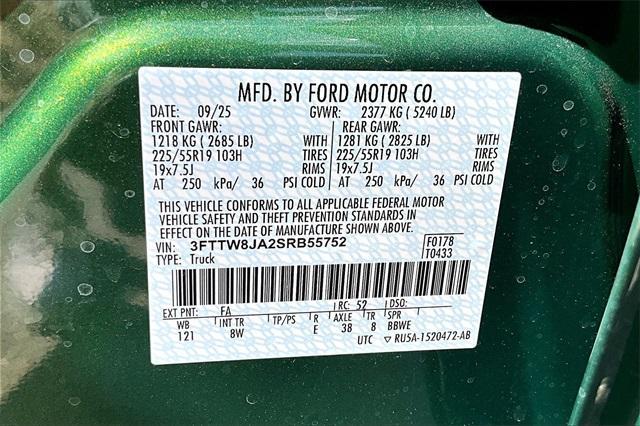 MFD. BY FORD MOTOR CO.
DATE: 09/25 GVWR: 2377 KG ( 5240 LB)
FRONT GAWR: REAR GAWR:
1218 KG ( 2685 LB) WITH 1281 KG ( 2825 LB) WITH
225/55R19 103H TIRES 225/55R19 103H TIRES
19x7.5J RIMS 19x7.5J RIMS
AT 250 kPa/ 36 PSI COLD AT 250 kPa/ 36 PSI COLD
THIS VEHICLE CONFORMS TO ALL APPLICABLE FEDERAL MOTOR
VEHICLE SAFETY AND THEFT PREVENTION STANDARDS IN
EFFECT ON THE DATE OF MANUFACTURE SHOWN ABOVE.
VIN: 3FTTW8JA2SRB55752 F0178
TYPE: Truck T0433
EXT PNT: FA RC: 52 DSO:
WB INT TR TP/PS R AXLE TR SPR
121 8W E 38 8 BBWE
UTC ▽ RU5A-1520472-AB